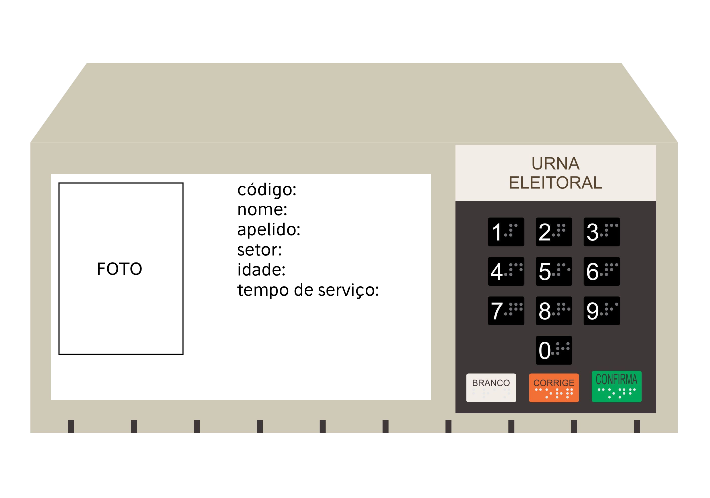 URNA
ELEITORAL
FOTO
código:
nome:
apelido:
setor:
idade:
tempo de serviço:
1 2 3
4 5 6
7 8 9
0
BRANCO CORRIGE CONFIRMA